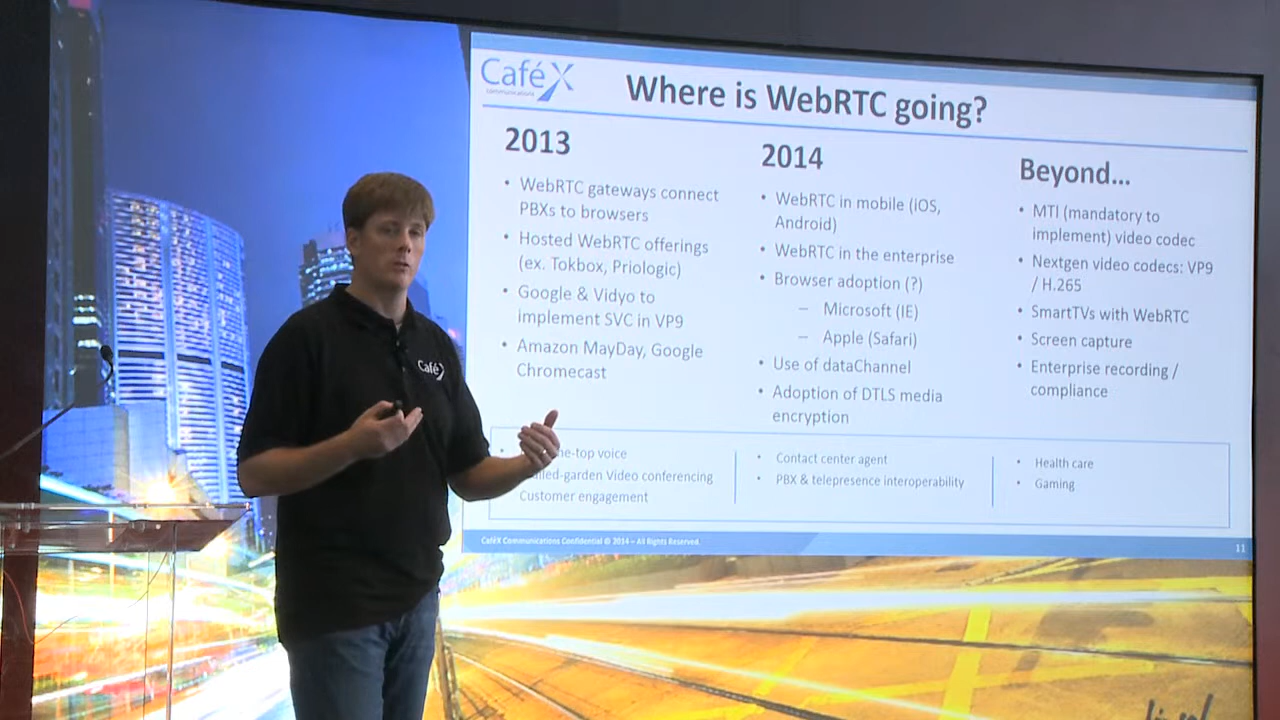 CaféX
communications
Where is WebRTC going?
2013
• WebRTC gateways connect
PBXs to browsers
• Hosted WebRTC offerings
(ex. Tokbox, Priologic)
• Google & Vidyo to
implement SVC in VP9
• Amazon MayDay, Google
Chromecast
2014
• WebRTC in mobile (iOS,
Android)
• WebRTC in the enterprise
• Browser adoption (?)
– Microsoft (IE)
– Apple (Safari)
• Use of dataChannel
• Adoption of DTLS media
encryption
Beyond...
• MTI (mandatory to
implement) video codec
• Nextgen video codecs: VP9
/ H.265
• SmartTVs with WebRTC
• Screen capture
• Enterprise recording /
compliance
voice
Video conferencing
Customer engagement
• Contact center agent
• PBX & telepresence interoperability
• Health care
• Gaming
CaféX Communications Confidential © 2014 – All Rights Reserved.
11
Café